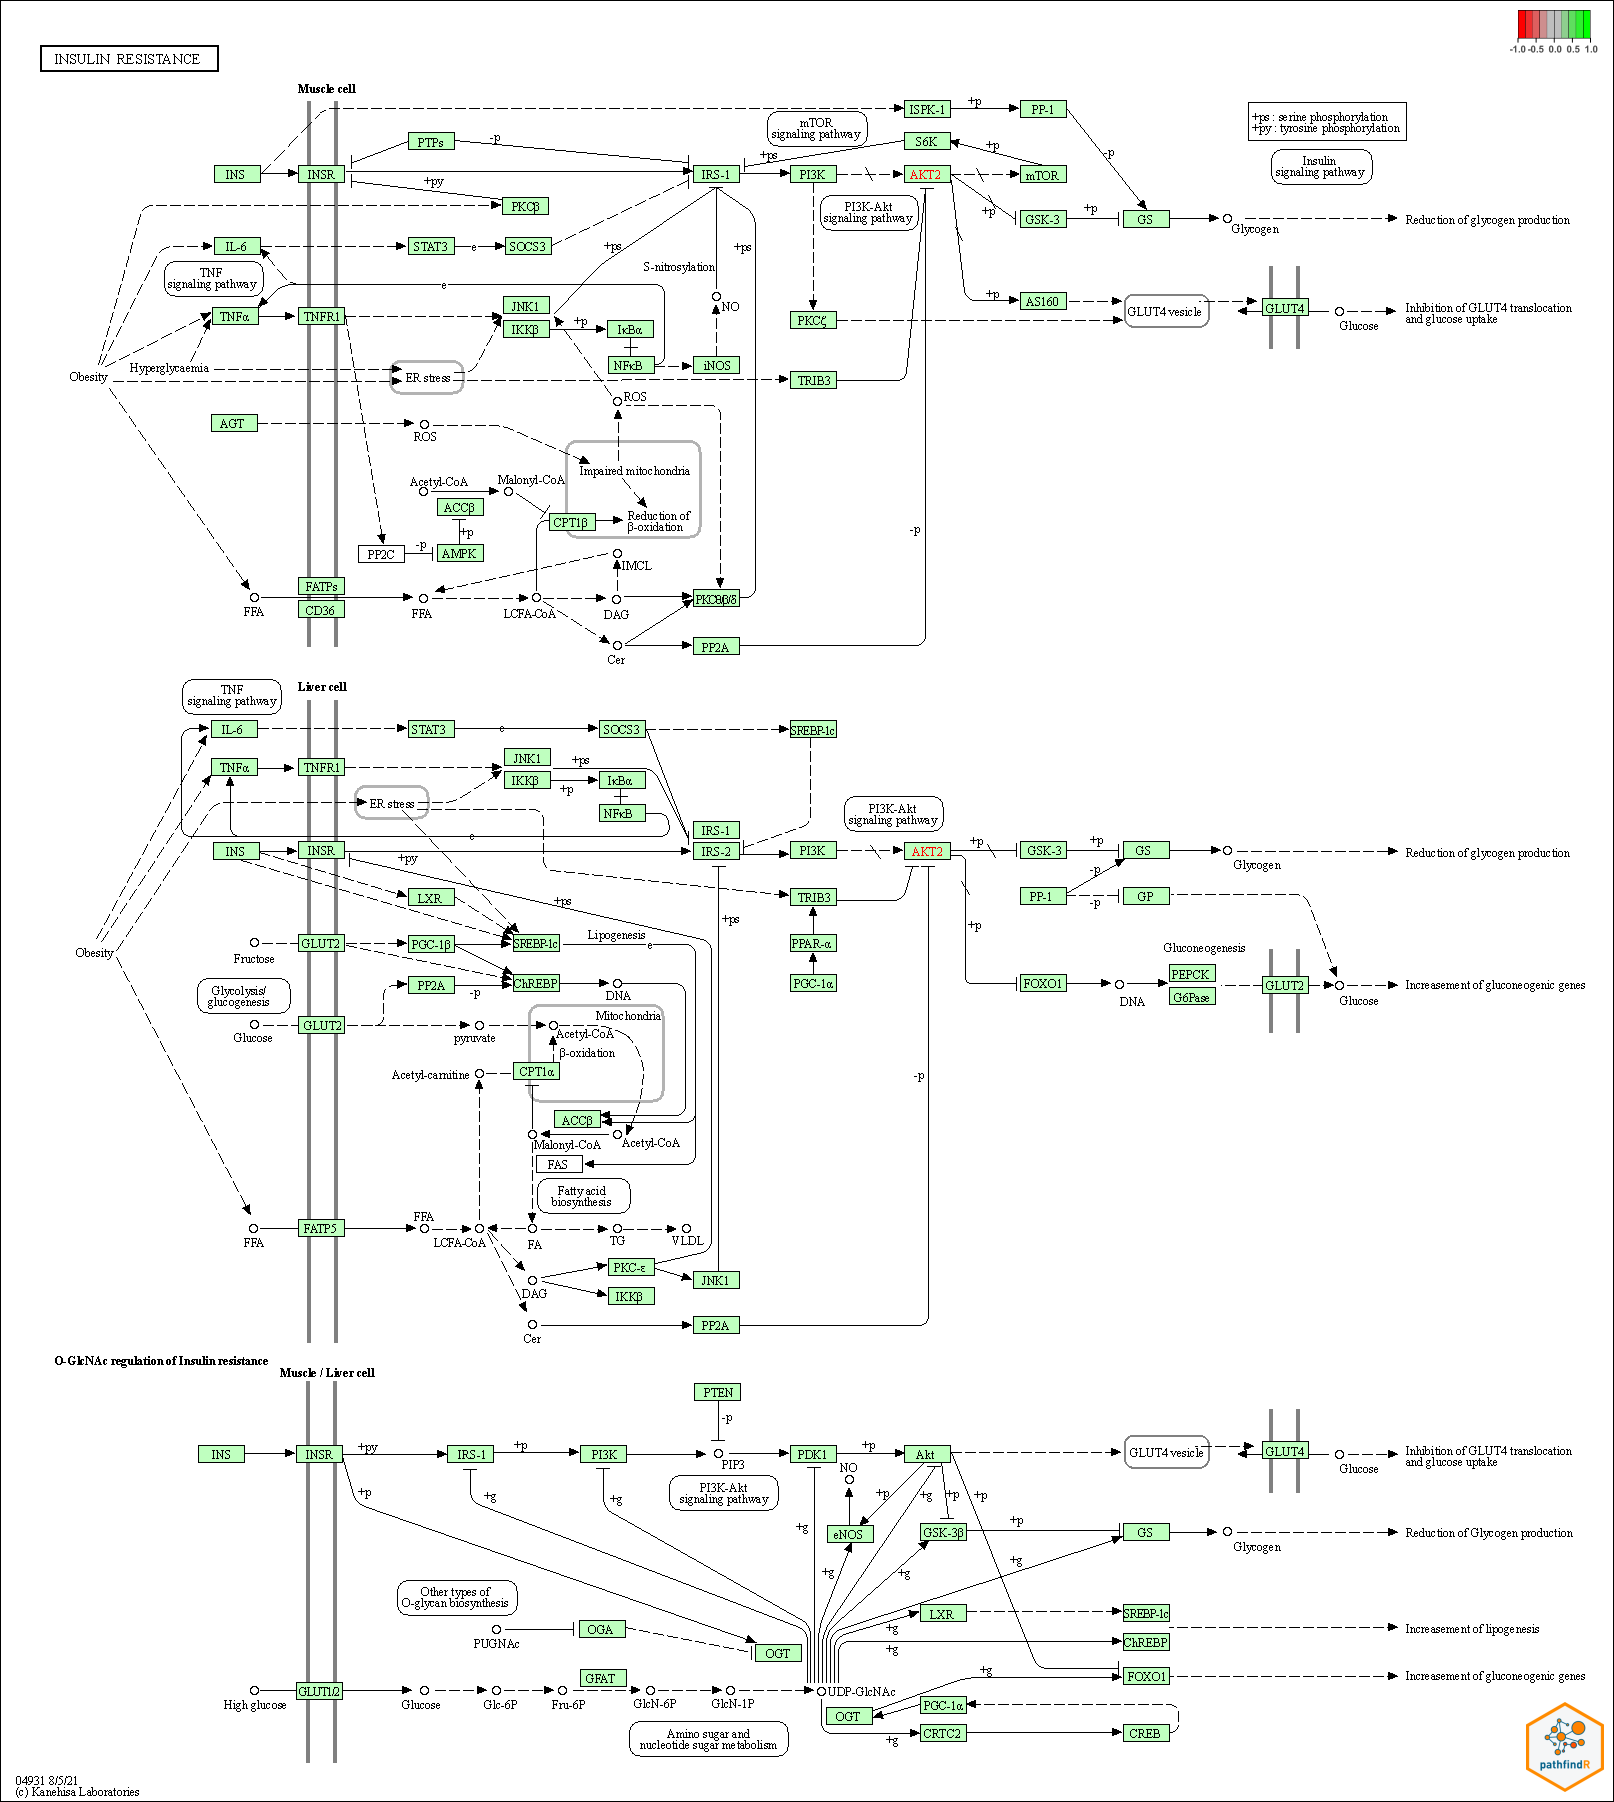 -1.0 -0.5 0.0 0.5 1.0
INSULIN RESISTANCE
Muscle cell
ISPK-1
+p
PP-1
+ps : serine phosphorylation
+py : tyrosine phosphorylation
mTOR
signaling pathway
PTPs
-p
S6K
+p
-p
+ps
Insulin
signaling pathway
INS
INSR
IRS-1
PI3K
AKT2
mTOR
+py
PKCβ
PI3K-Akt
signaling pathway
+p
GSK-3
+p
GS
Glycogen
Reduction of glycogen production
IL-6
STAT3
e
SOCS3
+ps
+ps
TNF
signaling pathway
S-nitrosylation
e
NO
+p
AS160
GLUT4 vesicle
GLUT4
Glucose
Inhibition of GLUT4 translocation
and glucose uptake
TNFα
TNFR1
JNK1
IKKβ
+p
IκBα
PKCζ
NFκB
iNOS
Hyperglycaemia
Obesity
ER stress
TRIB3
ROS
AGT
ROS
Impaired mitochondria
Acetyl-CoA
Malonyl-CoA
ACCβ
CPT1β
Reduction of
β-oxidation
+p
-p
PP2C
-p
AMPK
IMCL
FATPs
CD36
FFA
FFA
LCFA-CoA
DAG
PKCθ/β/δ
Cer
PP2A
TNF
signaling pathway
Liver cell
IL-6
STAT3
e
SOCS3
SREBP-1c
TNFα
TNFR1
JNK1
IKKβ
+ps
+p
IκBα
NFκB
ER stress
PI3K-Akt
signaling pathway
IRS-1
e
INS
INSR
+py
IRS-2
PI3K
AKT2
+p
GSK-3
+p
GS
Glycogen
Reduction of glycogen production
-p
LXR
+ps
TRIB3
PP-1
-p
GP
+ps
+p
Obesity
Fructose
GLUT2
PGC-1β
SREBP-1c
Lipogenesis
e
PPAR-α
Gluconeogenesis
Glycolysis/
glucogenesis
PP2A
-p
ChREBP
DNA
PGC-1α
FOXO1
DNA
PEPCK
G6Pase
GLUT2
Glucose
Increasement of gluconeogenic genes
Glucose
GLUT2
pyruvate
Mitochondria
Acetyl-CoA
β-oxidation
Acetyl-carnitine
CPT1α
-p
ACCβ
Malonyl-CoA
Acetyl-CoA
FAS
Fatty acid
biosynthesis
FFA
FATP5
FFA
LCFA-CoA
FA
TG
VLDL
PKC-ε
JNK1
DAG
IKKβ
Cer
PP2A
O-GlcNAc regulation of Insulin resistance
Muscle / Liver cell
PTEN
-p
INS
INSR
+py
IRS-1
+p
PI3K
PIP3
PDK1
+p
Akt
GLUT4 vesicle
GLUT4
Glucose
Inhibition of GLUT4 translocation
and glucose uptake
NO
PI3K-Akt
signaling pathway
+p
+g
+g
+p
+g
+p
+p
+g
eNOS
GSK-3β
+p
GS
Glycogen
Reduction of Glycogen production
+g
+g
+g
Other types of
O-glycan biosynthesis
PUGNAc
OGA
OGT
LXR
+g
SREBP-1c
Increasement of lipogenesis
+g
ChREBP
GFAT
+g
FOXO1
Increasement of gluconeogenic genes
High glucose
GLUT1/2
Glucose
Glc-6P
Fru-6P
GlcN-6P
GlcN-1P
UDP-GlcNAc
PGC-1α
OGT
+g
CRTC2
CREB
Amino sugar and
nucleotide sugar metabolism
pathfindR
04931 8/5/21
(c) Kanehisa Laboratories